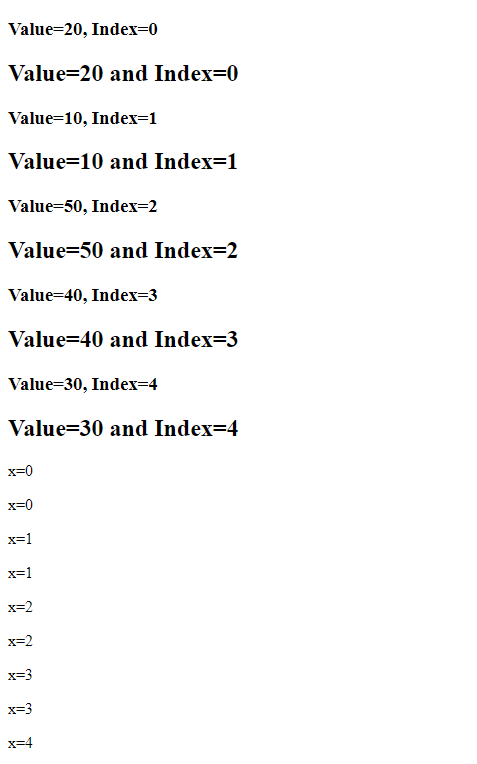 Value=20, Index=0
Value=20 and Index=0
Value=10, Index=1
Value=10 and Index=1
Value=50, Index=2
Value=50 and Index=2
Value=40, Index=3
Value=40 and Index=3
Value=30, Index=4
Value=30 and Index=4
x=0
x=0
x=1
x=1
x=2
x=2
x=3
x=3
x=4